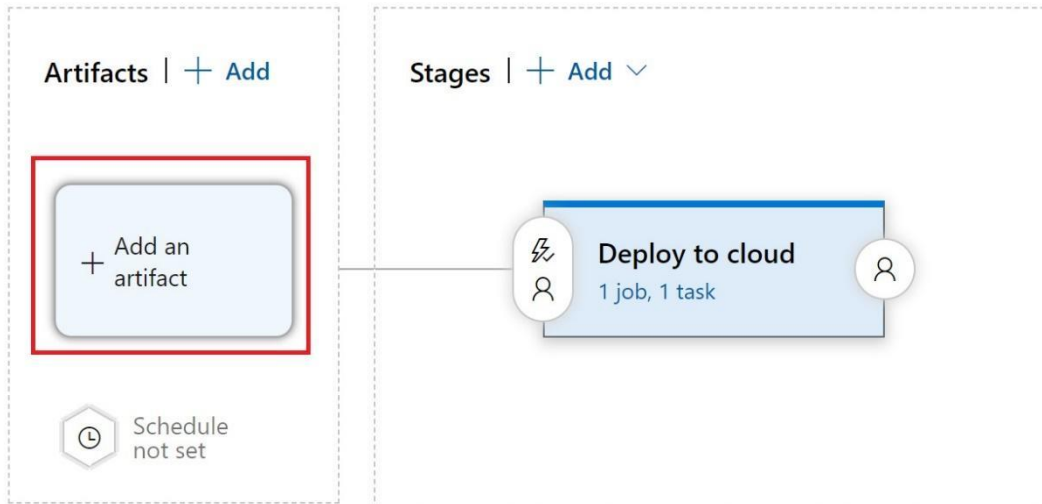 Artifacts | + Add
Stages | + Add
Add an
artifact
Deploy to cloud
1 job, 1 task
Schedule
not set